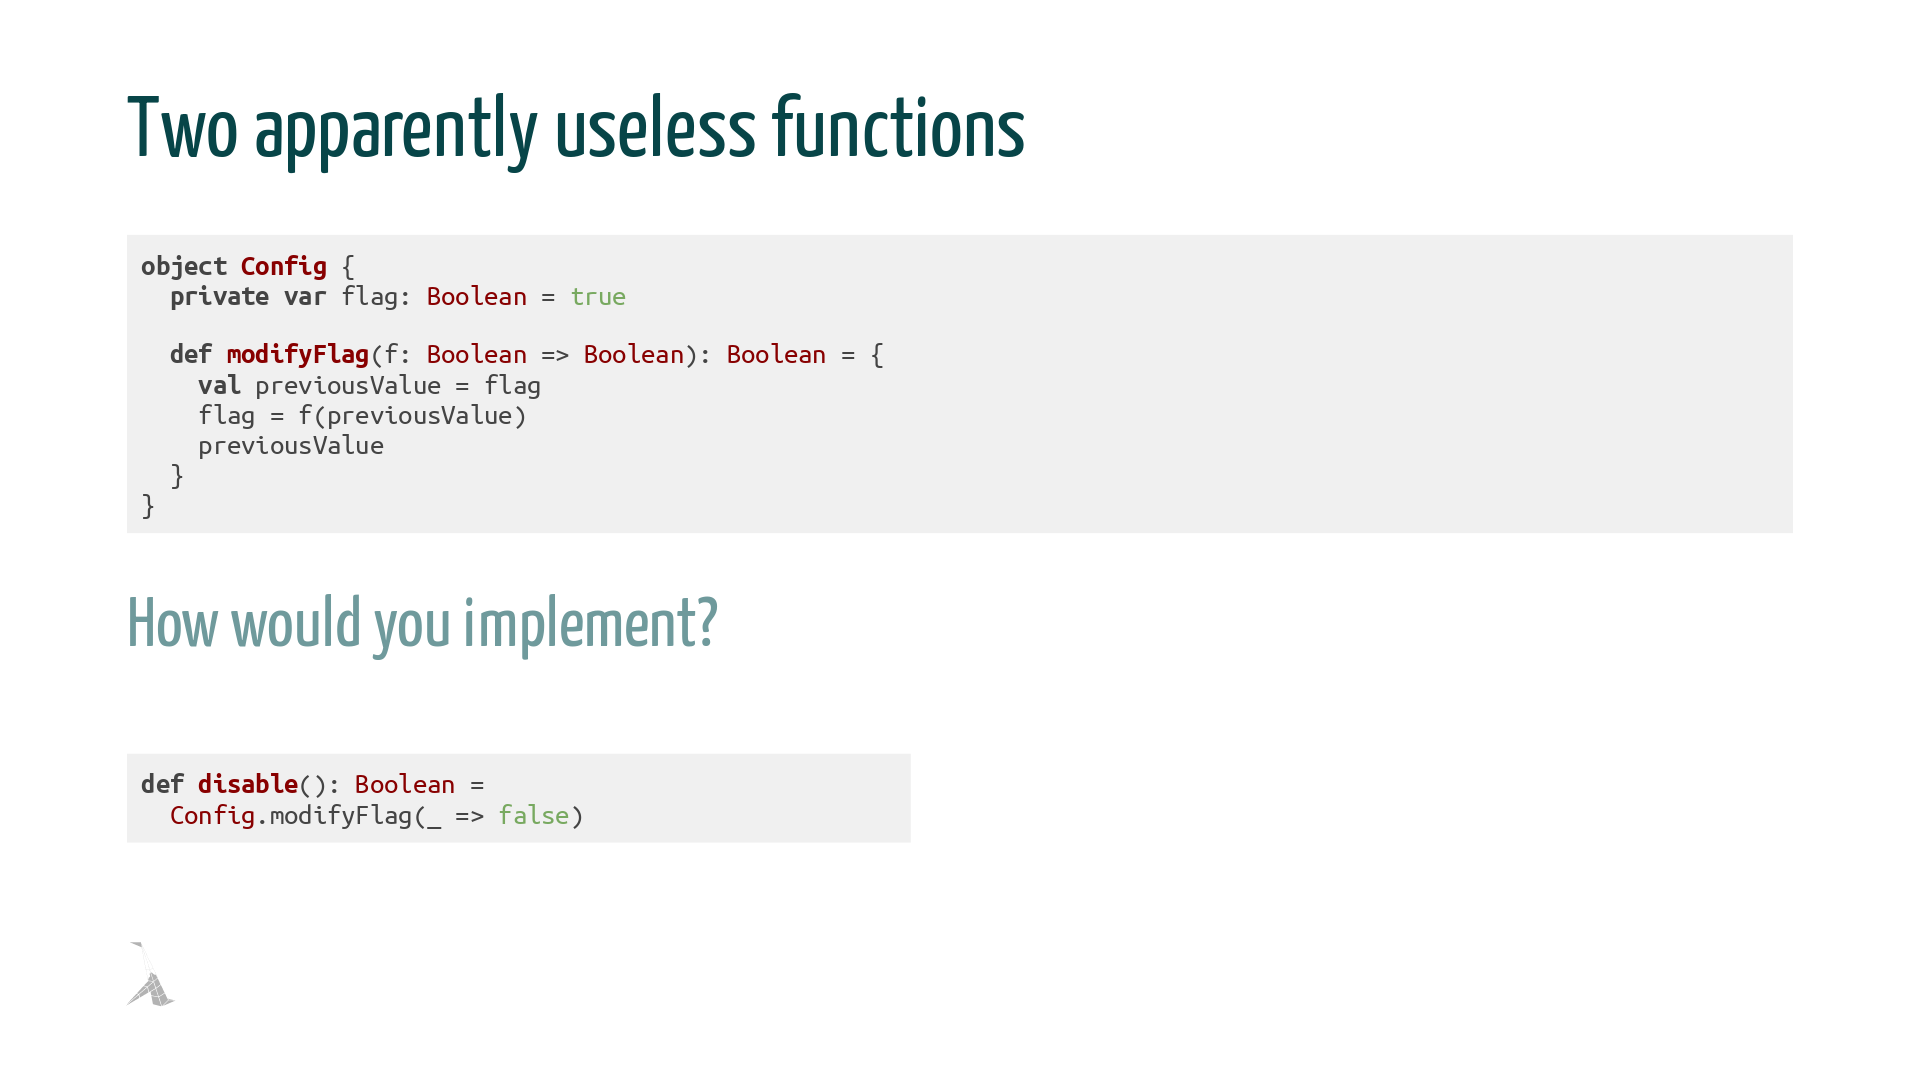 Two apparently useless functions
object Config {
  private var flag: Boolean = true

  def modifyFlag(f: Boolean => Boolean): Boolean = {
    val previousValue = flag
    flag = f(previousValue)
    previousValue
  }
}
How would you implement?
def disable(): Boolean =
  Config.modifyFlag(_ => false)